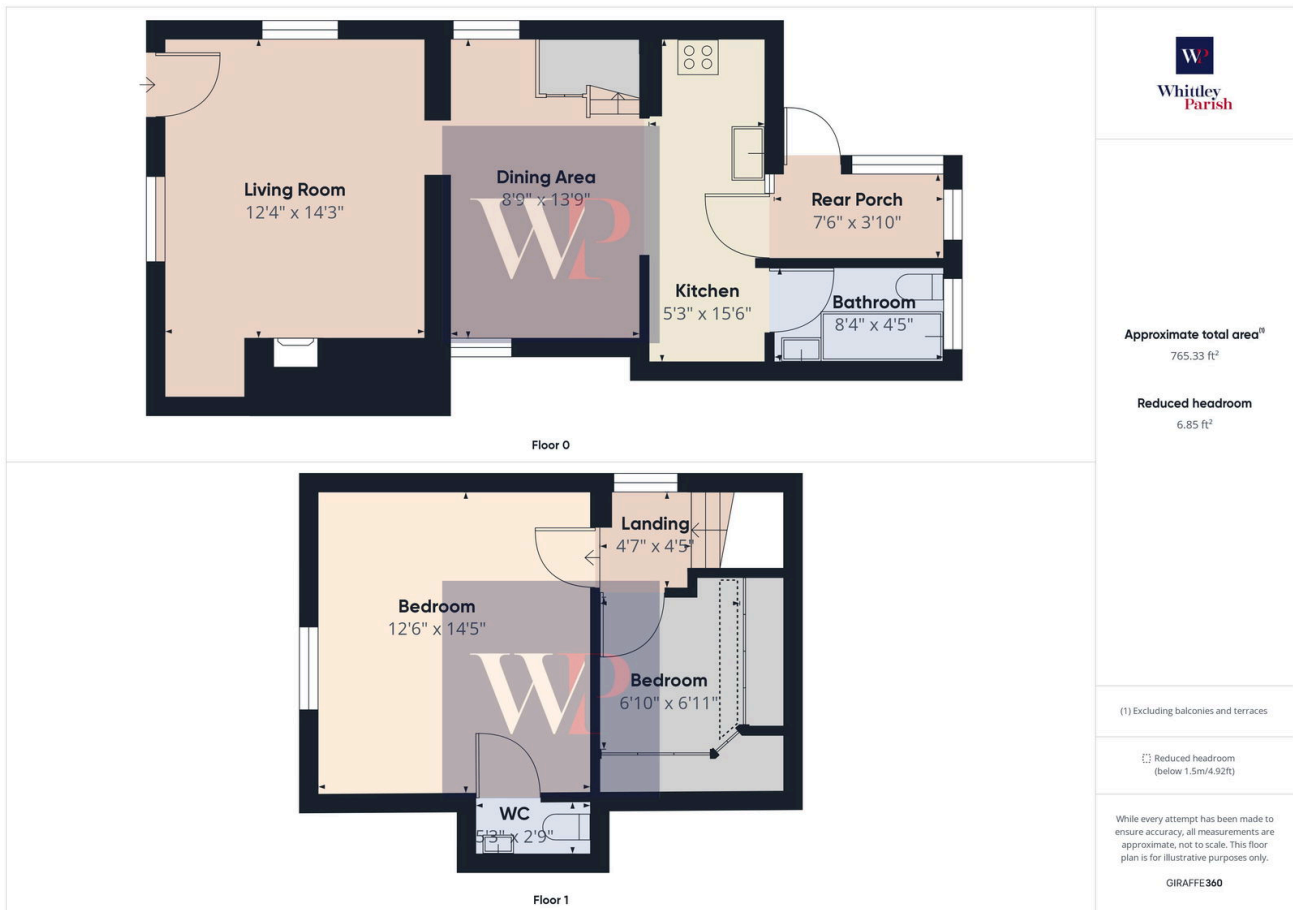 Living Room
12'4" x 14'3"
Dining Area
8'9" x 13'9"
WP
Kitchen
5'3" x 15'6"
Rear Porch
7'6" x 3'10"
Bathroom
8'4" x 4'5"
Floor 0
Landing
4'7" x 4'5"
Bedroom
12'6" x 14'5"
WP
Bedroom
6'10" x 6'11"
WC
5'3" x 2'9"
Floor 1
WP
Whittley
Parish
Approximate total area(1)
765.33 ft²
Reduced headroom
6.85 ft²
(1) Excluding balconies and terraces
Reduced headroom
(below 1.5m/4.92ft)
While every attempt has been made to
ensure accuracy, all measurements are
approximate, not to scale. This floor
plan is for illustrative purposes only.
GIRAFFE360